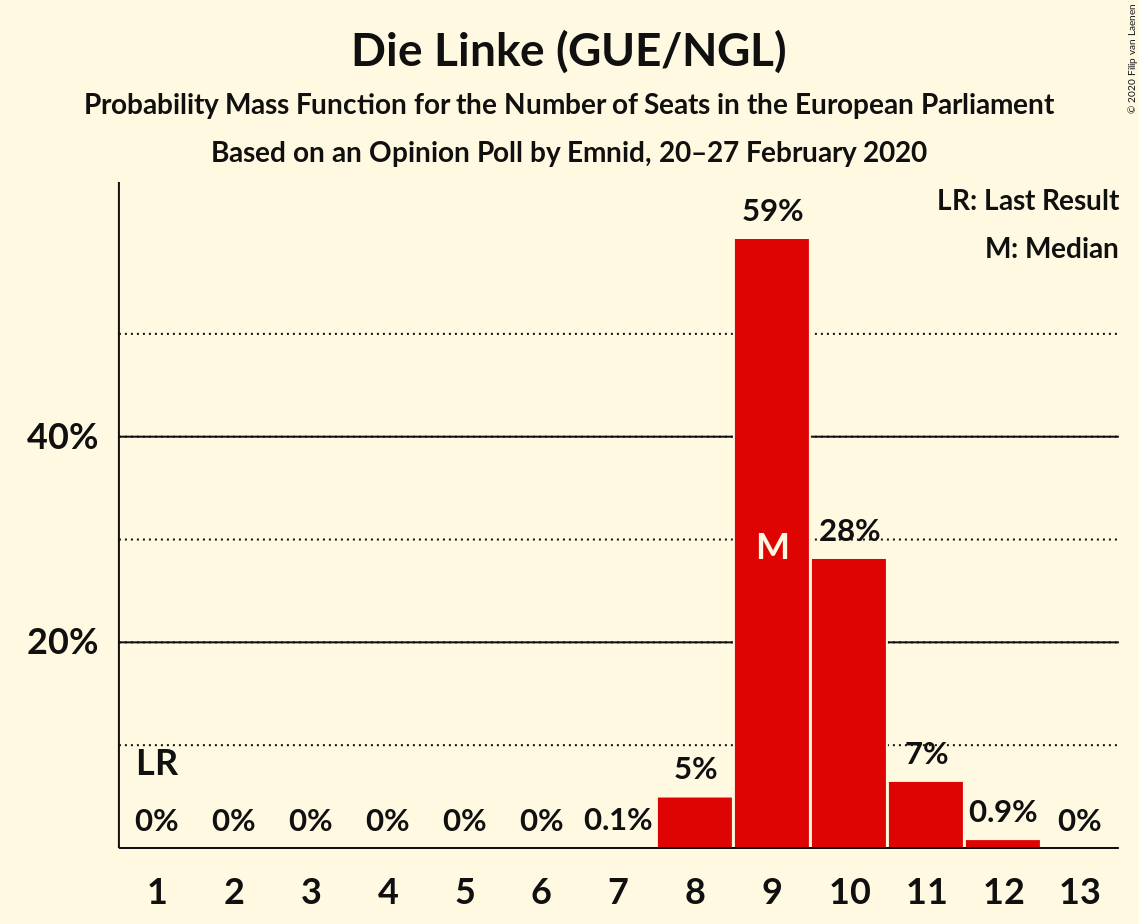 Die Linke (GUE/NGL)
Probability Mass Function for the Number of Seats in the European Parliament
Based on an Opinion Poll by Emnid, 20–27 February 2020
© 2020 Filip van Laenen
LR: Last Result
M: Median
59%
40%
M
28%
20%
LR
7%
5%
0% 0% 0% 0% 0% 0% 0.1% 0.9% 0%
1 2 3 4 5 6 7 8 9 10 11 12 13